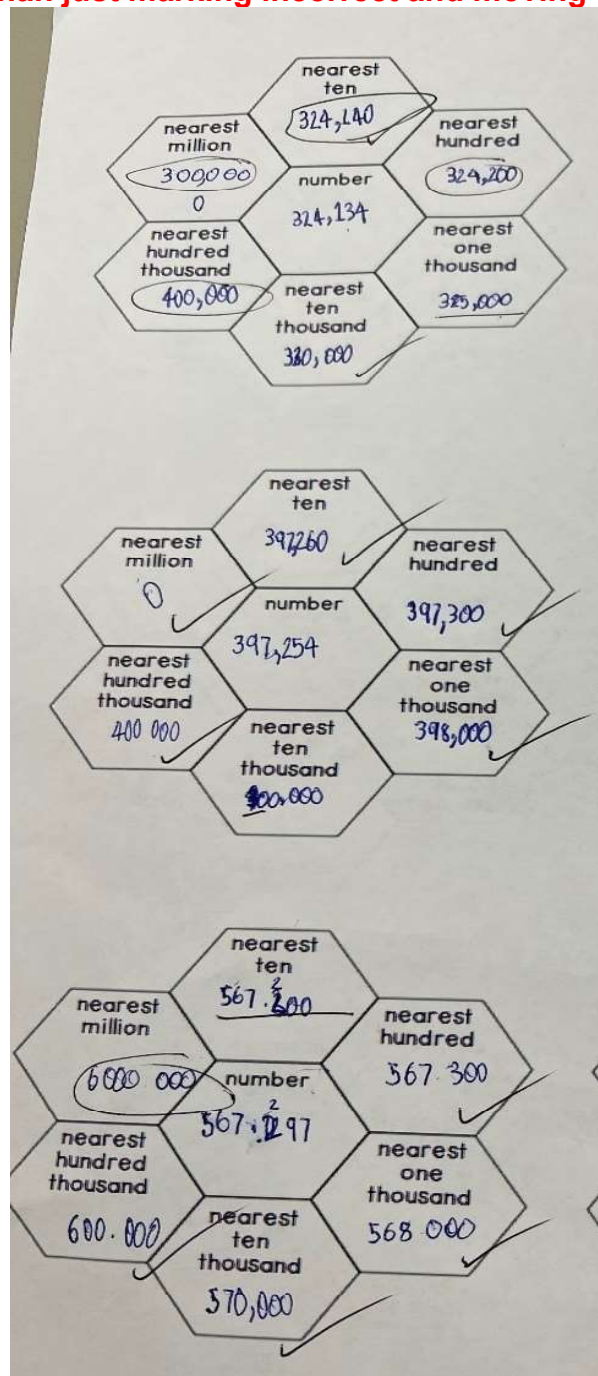 nearest
ten
324,140
nearest
million
300,000
0
nearest
hundred
324,200
number
324,134
nearest
hundred
thousand
400,000
nearest
one
thousand
325,000
nearest
ten
thousand
nearest
ten
397,260
nearest
million
0
nearest
hundred
397,300
number
397,254
nearest
hundred
thousand
400 000
nearest
one
thousand
398,000
nearest
ten
thousand
nearest
ten
nearest
million
6000 000
nearest
hundred
567.300
number
nearest
hundred
thousand
600.000
nearest
one
thousand
568 000
nearest
ten
thousand
570,000